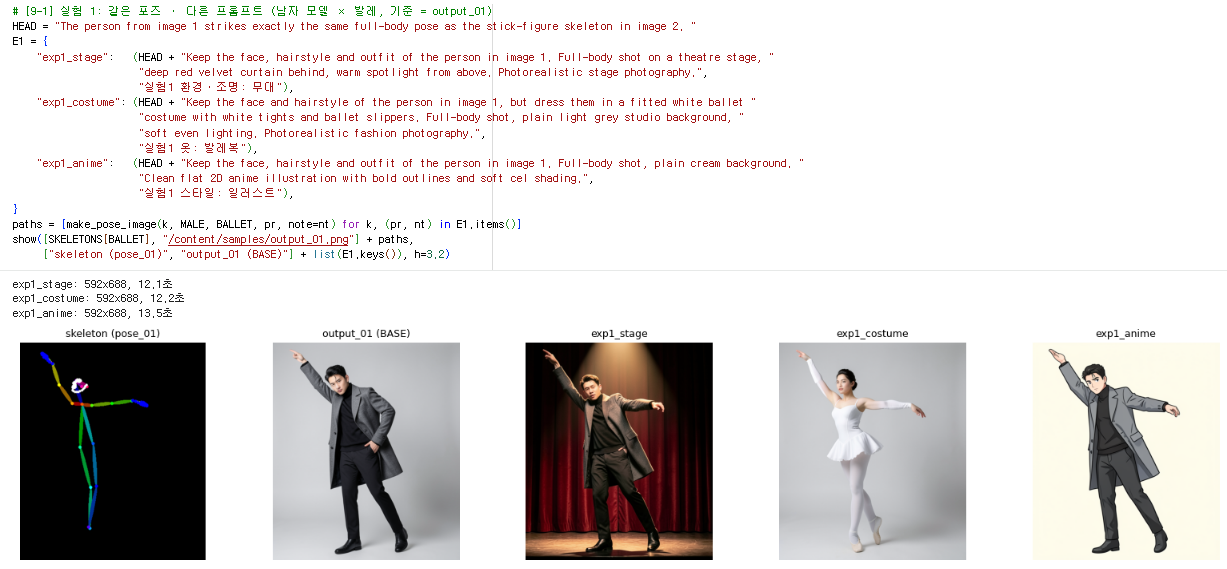 # [9-1] 실험 1: 같은 포즈 · 다른 프롬프트 (남자 모델 × 발레, 기준 = output_01)
HEAD = "The person from image 1 strikes exactly the same full-body pose as the stick-figure skeleton in image 2. "
E1 = {
    "exp1_stage":   (HEAD + "Keep the face, hairstyle and outfit of the person in image 1. Full-body shot on a theatre stage, "
                     "deep red velvet curtain behind, warm spotlight from above. Photorealistic stage photography.",
                     "실험1 환경·조명: 무대"),
    "exp1_costume": (HEAD + "Keep the face and hairstyle of the person in image 1, but dress them in a fitted white ballet "
                     "costume with white tights and ballet slippers. Full-body shot, plain light grey studio background, "
                     "soft even lighting. Photorealistic fashion photography.",
                     "실험1 옷: 발레복"),
    "exp1_anime":   (HEAD + "Keep the face, hairstyle and outfit of the person in image 1. Full-body shot, plain cream background. "
                     "Clean flat 2D anime illustration with bold outlines and soft cel shading.",
                     "실험1 스타일: 일러스트"),
}
paths = [make_pose_image(k, MALE, BALLET, pr, note=nt) for k, (pr, nt) in E1.items()]
show([SKELETONS[BALLET], "/content/samples/output_01.png"] + paths,
     ["skeleton (pose_01)", "output_01 (BASE)"] + list(E1.keys()), h=3.2)
exp1_stage: 592x688, 12.1초
exp1_costume: 592x688, 12.2초
exp1_anime: 592x688, 13.5초
skeleton (pose_01) output_01 (BASE) exp1_stage exp1_costume exp1_anime